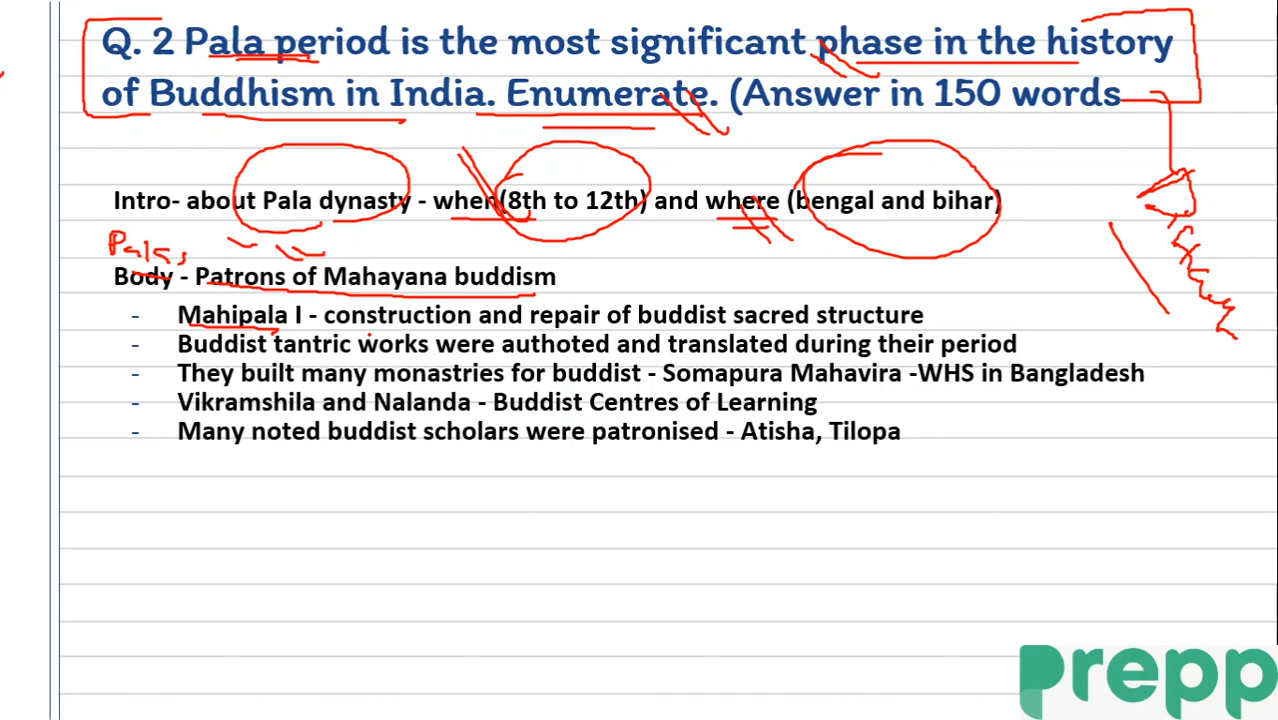 Q. 2 Pala period is the most significant phase in the history
of Buddhism in India. Enumerate. (Answer in 150 words
Intro- about Pala dynasty - when(8th to 12th) and where (bengal and bihar)
Palas
Body - Patrons of Mahayana buddism
- Mahipala I - construction and repair of buddist sacred structure
- Buddist tantric works were authoted and translated during their period
- They built many monastries for buddist - Somapura Mahavira -WHS in Bangladesh
- Vikramshila and Nalanda - Buddist Centres of Learning
- Many noted buddist scholars were patronised - Atisha, Tilopa
prepp